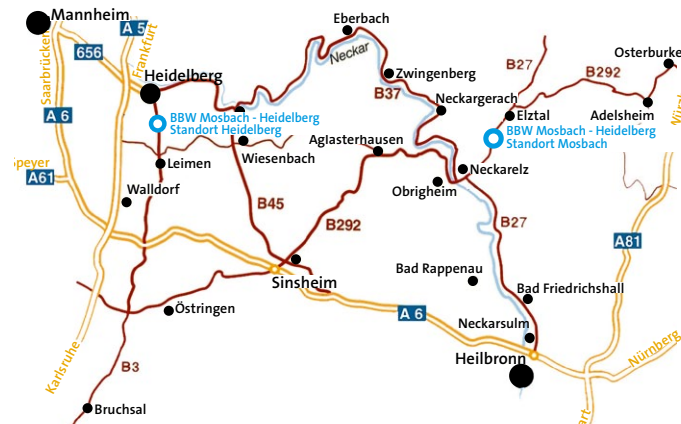 Mannheim
A 5
Frankfurt
Saarbrücken
656
Heidelberg
Eberbach
Neckar
Zwingenberg
B37
Neckargerach
B27
B292
Osterburke
Adelsheim
Elztal
A 6
BBW Mosbach - Heidelberg
Standort Heidelberg
BBW Mosbach - Heidelberg
Standort Mosbach
Aglasterhausen
Wiesenbach
Leimen
Speyer
A61
Walldorf
Neckarelz
Obrigheim
B45
B292
B27
A81
Bad Rappenau
Sinsheim
Bad Friedrichshall
Östringen
A 6
Neckarsulm
Heilbronn
Nürnberg
Karlsruhe
B3
Bruchsal
art